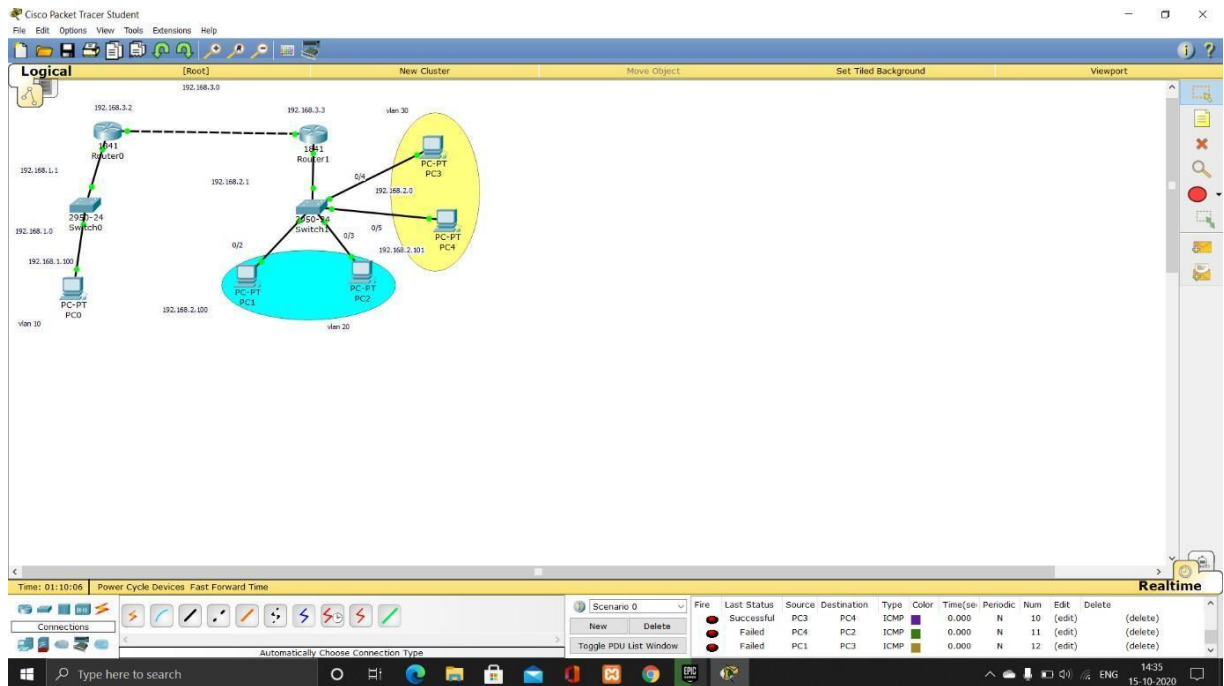 Cisco Packet Tracer Student
File Edit Options View Tools Extensions Help
Logical [Root] New Cluster Move Object Set Tiled Background Viewport
192.168.3.0
192.168.3.2
192.168.3.3
vlan 30
1841
Router0
1841
Router1
PC-PT
PC3
192.168.1.1
192.168.2.1
0/4
192.168.2.0
2950-24
Switch0
2950-24
Switch1
192.168.1.0
0/2
0/3
0/5
PC-PT
PC4
192.168.2.101
192.168.1.100
PC-PT
PC1
PC-PT
PC2
PC-PT
PC0
192.168.2.100
vlan 10
vlan 20
Time: 01:10:06 Power Cycle Devices Fast Forward Time
Realtime
Connections
Automatically Choose Connection Type
Scenario 0
New Delete
Toggle PDU List Window
Fire Last Status Source Destination Type Color Time(se Periodic Num Edit Delete
Successful PC3 PC4 ICMP 0.000 N 10 (edit) (delete)
Failed PC4 PC2 ICMP 0.000 N 11 (edit) (delete)
Failed PC1 PC3 ICMP 0.000 N 12 (edit) (delete)
Type here to search
EPIC
ENG
14:35
15-10-2020